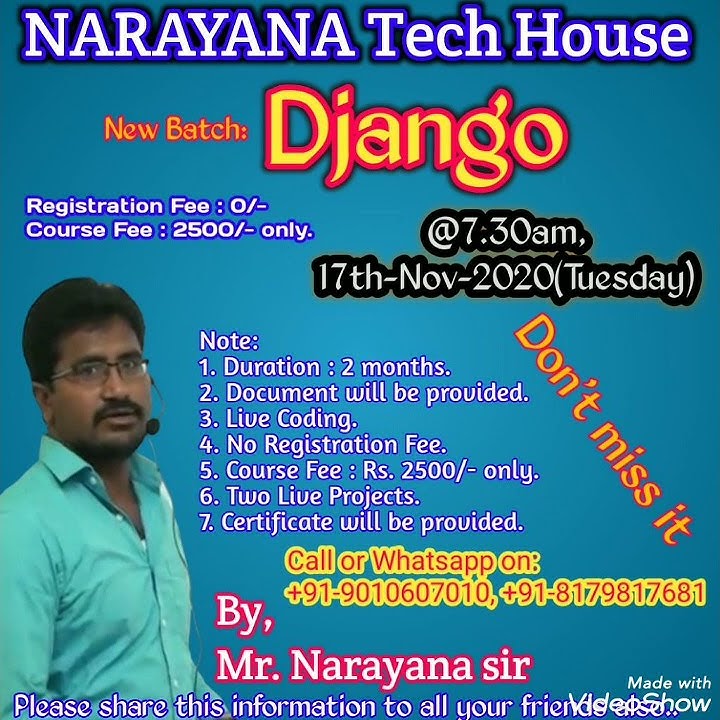 NARAYANA Tech House
New Batch: Django
Registration Fee : 0/-
Course Fee : 2500/- only.
@7.30am,
17th-Nov-2020(Tuesday)
Don't miss it
Note:
1. Duration : 2 months.
2. Document will be provided.
3. Live Coding.
4. No Registration Fee.
5. Course Fee : Rs. 2500/- only.
6. Two Live Projects.
7. Certificate will be provided.
Call or Whatsapp on:
+91-9010607010, +91-8179817681
By,
Mr. Narayana sir
Made with
VideoShow
Please share this information to all your friends also..